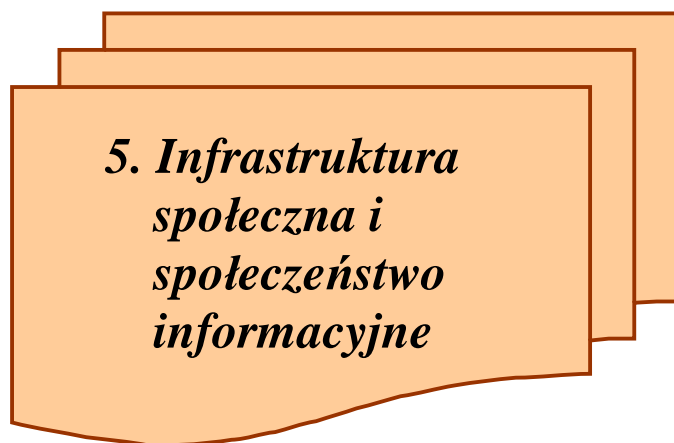 5. Infrastruktura
społeczna i
społeczeństwo
informacyjne